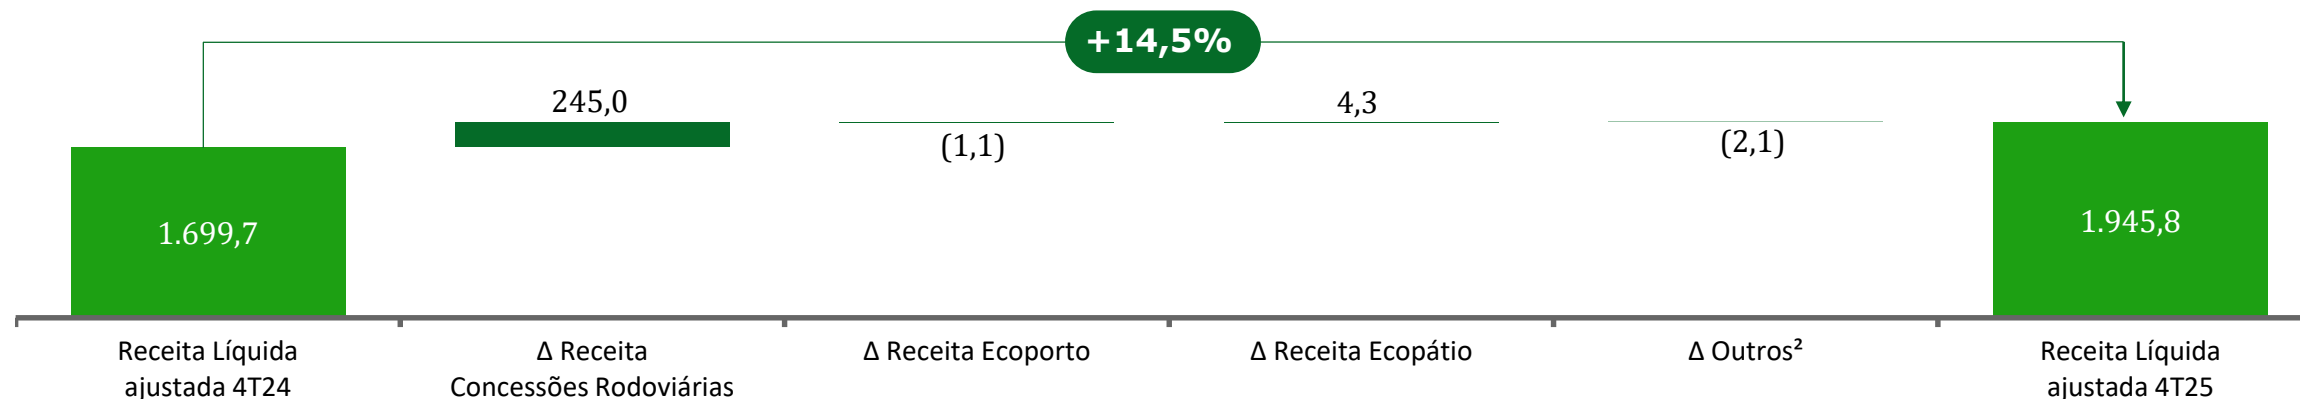 +14,5%
245,0
4,3
(1,1)
(2,1)
1.699,7
1.945,8
Receita Líquida
ajustada 4T24
Δ Receita
Concessões Rodoviárias
Δ Receita Ecoporto
Δ Receita Ecopátio
Δ Outros²
Receita Líquida
ajustada 4T25